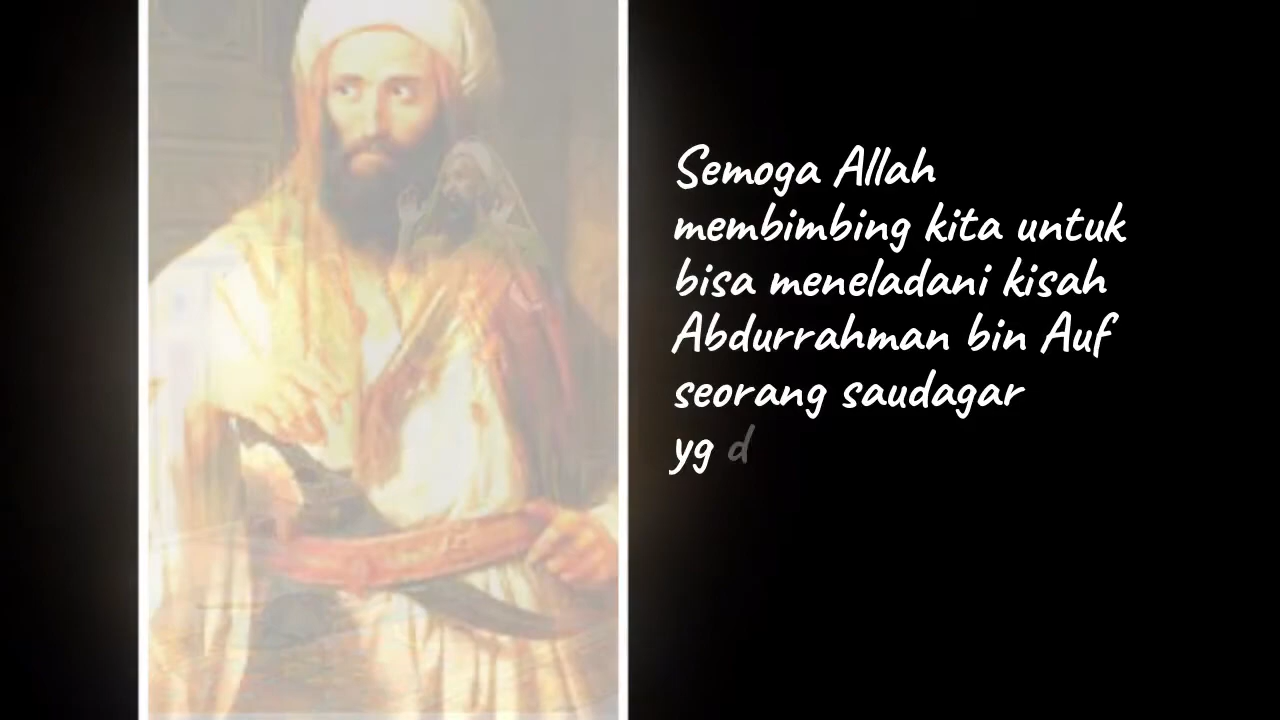 Semoga Allah
membimbing kita untuk
bisa meneladani kisah
Abdurrahman bin Auf
seorang saudagar
yg d